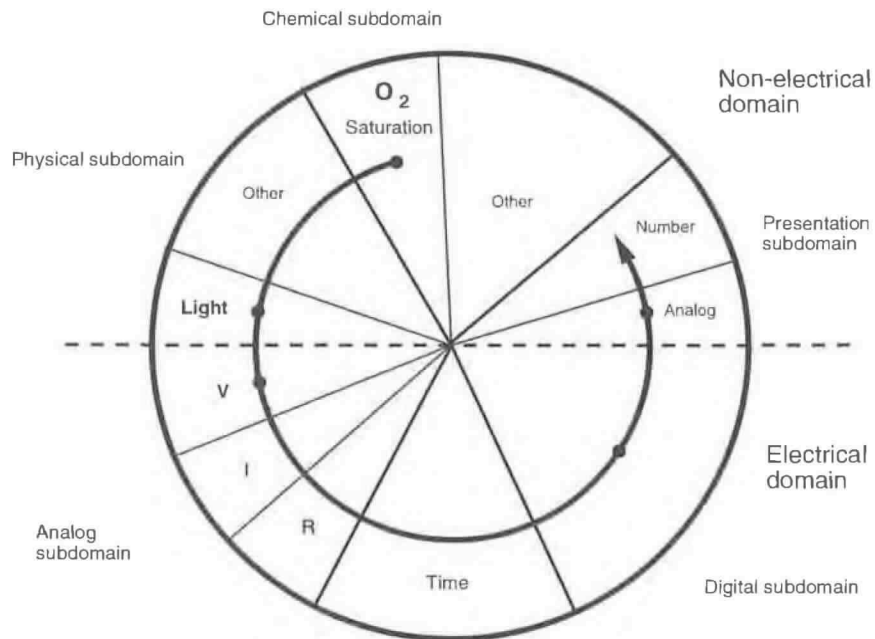 Chemical subdomain
Non-electrical
domain
O2
Saturation
Physical subdomain
Other
Other
Number
Presentation
subdomain
Light
Analog
V
I
Electrical
domain
R
Analog
subdomain
Time
Digital subdomain